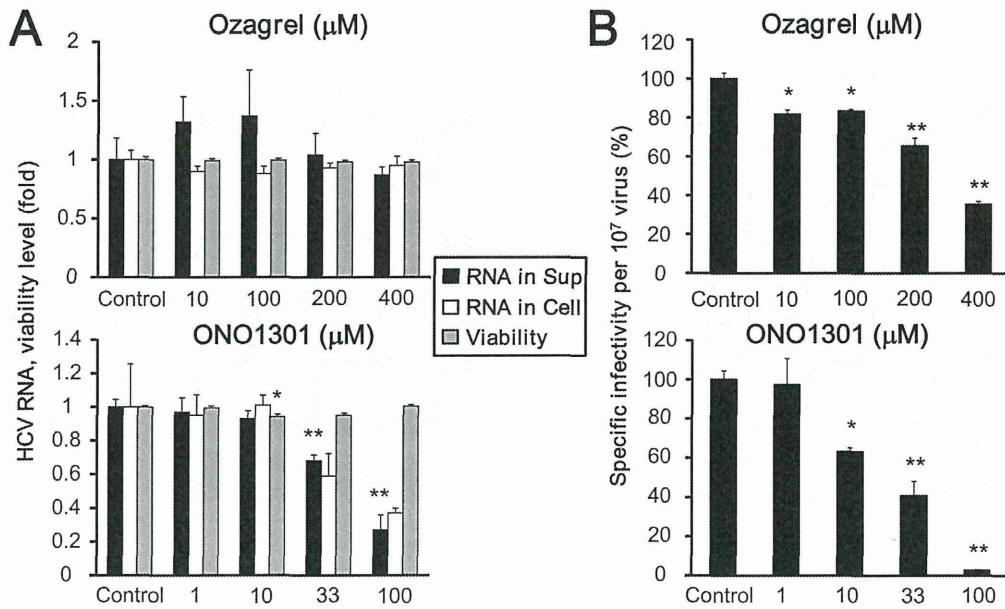 A
Ozagrel (μM)
HCV RNA, viability level (fold)
2
1.5
1
0.5
0
Control 10 100 200 400
RNA in Sup
RNA in Cell
Viability
ONO1301 (μM)
1.4
1.2
1
0.8
0.6
0.4
0.2
0
*
**
**
Control 1 10 33 100
B
Ozagrel (μM)
Specific infectivity per 10⁷ virus (%)
120
100
80
60
40
20
0
*
*
**
**
Control 10 100 200 400
ONO1301 (μM)
120
100
80
60
40
20
0
*
**
**
Control 1 10 33 100